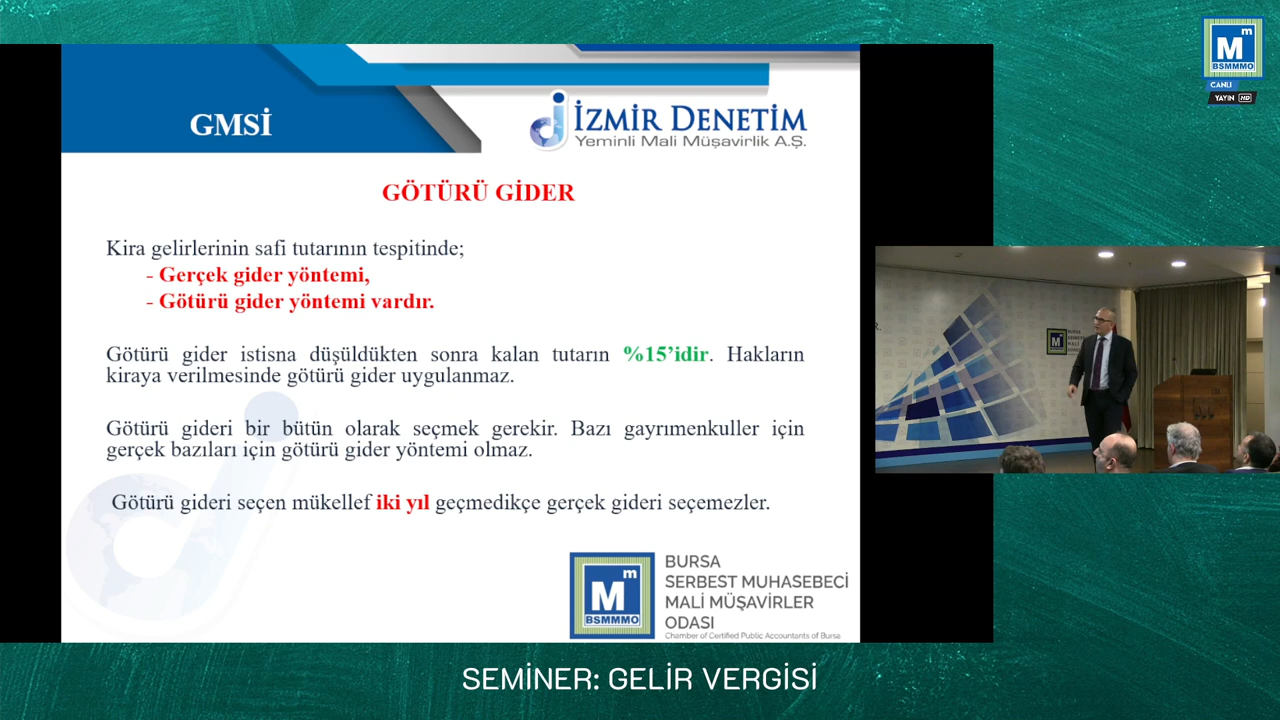 M m
BSMMMO
CANLI
YAYIN HD
GMSİ
İZMİR DENETİM
Yeminli Mali Müşavirlik A.Ş.
GÖTÜRÜ GİDER
Kira gelirlerinin safi tutarının tespitinde;
- Gerçek gider yöntemi,
- Götürü gider yöntemi vardır.
Götürü gider istisna düşüldükten sonra kalan tutarın %15’idir. Hakların
kiraya verilmesinde götürü gider uygulanmaz.
Götürü gideri bir bütün olarak seçmek gerekir. Bazı gayrımenkuller için
gerçek bazıları için götürü gider yöntemi olmaz.
Götürü gideri seçen mükellef iki yıl geçmedikçe gerçek gideri seçemezler.
M m
BSMMMO
BURSA
SERBEST MUHASEBECİ
MALİ MÜŞAVİRLER
ODASI
Chamber of Certified Public Accountants of Bursa
BURSA
SEMİNER: GELİR VERGİSİ